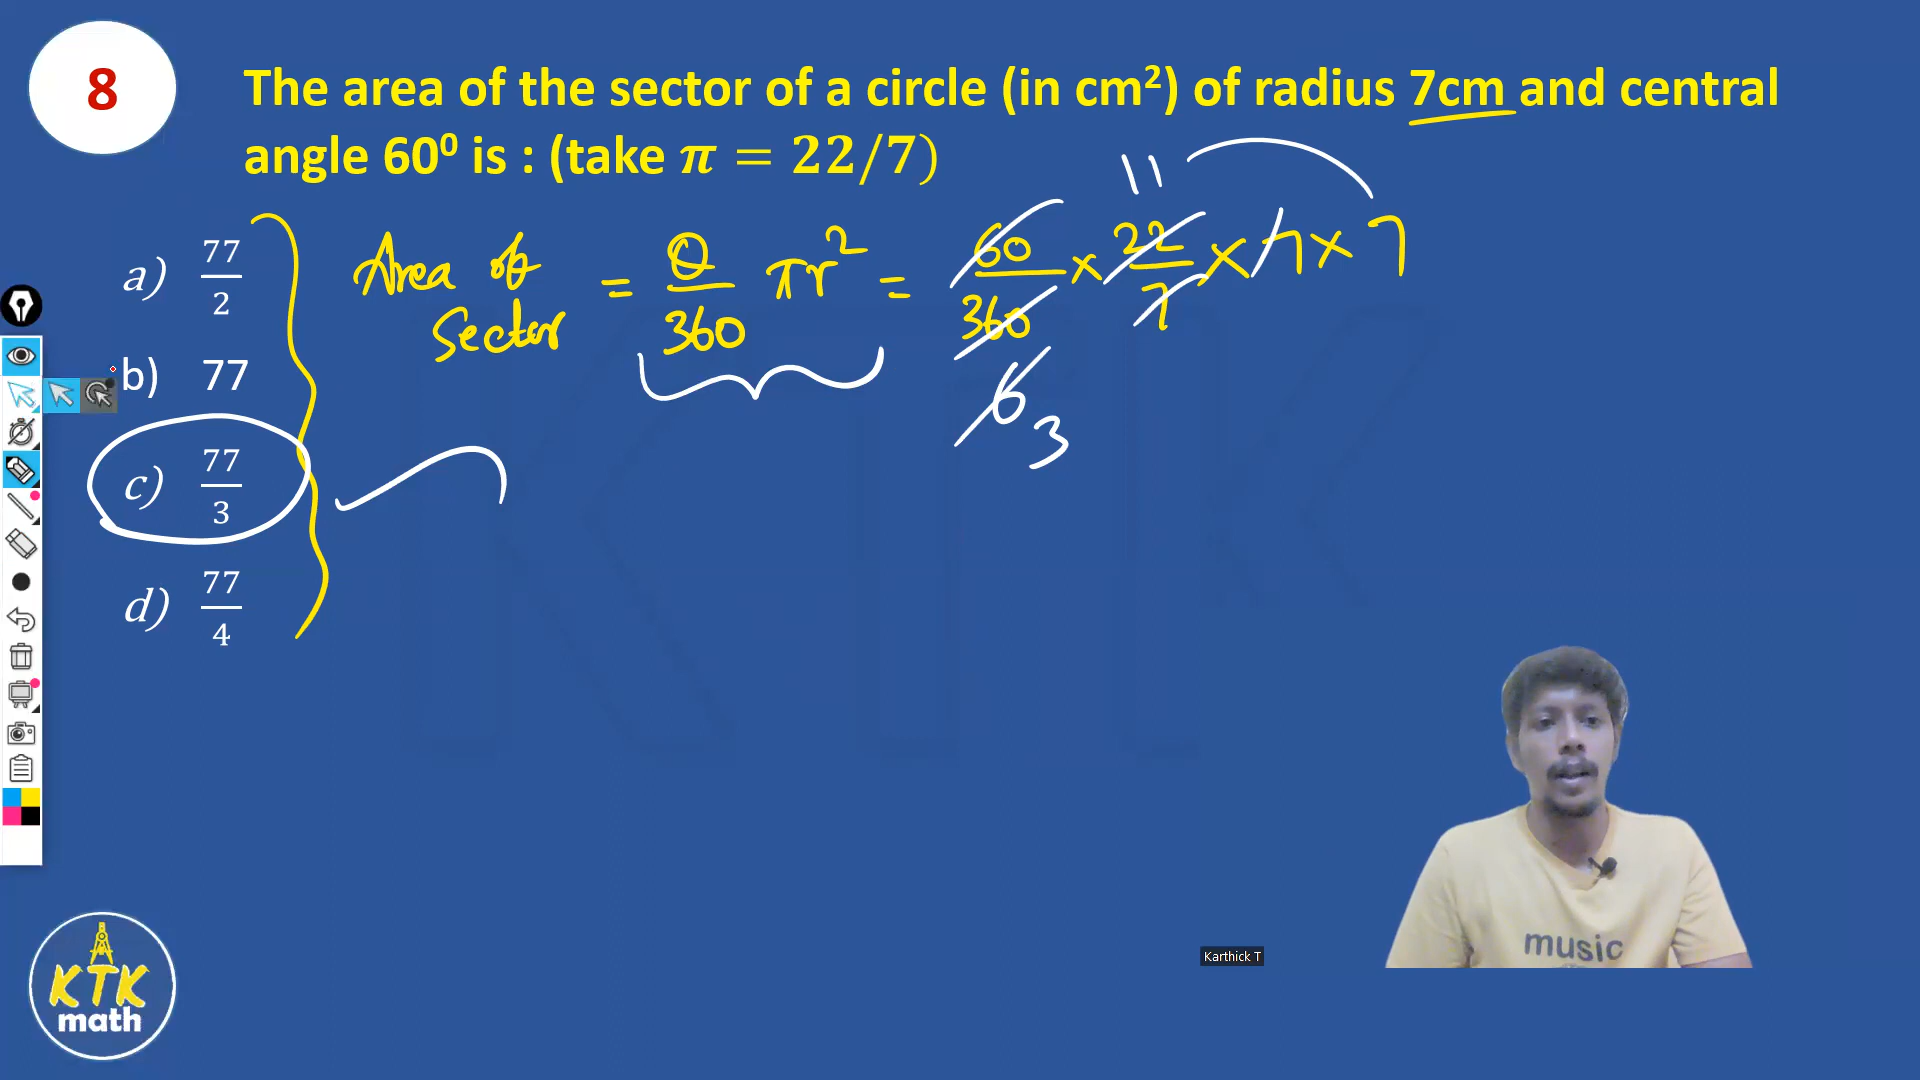 8
The area of the sector of a circle (in cm²) of radius 7cm and central
angle 60⁰ is : (take π = 22/7)
a) 77/2
b) 77
c) 77/3
d) 77/4
Area of Sector = θ/360 πr² = 60/360 × 22/7 × 7 × 7
11
6
3
KTK
math
Karthick T
music